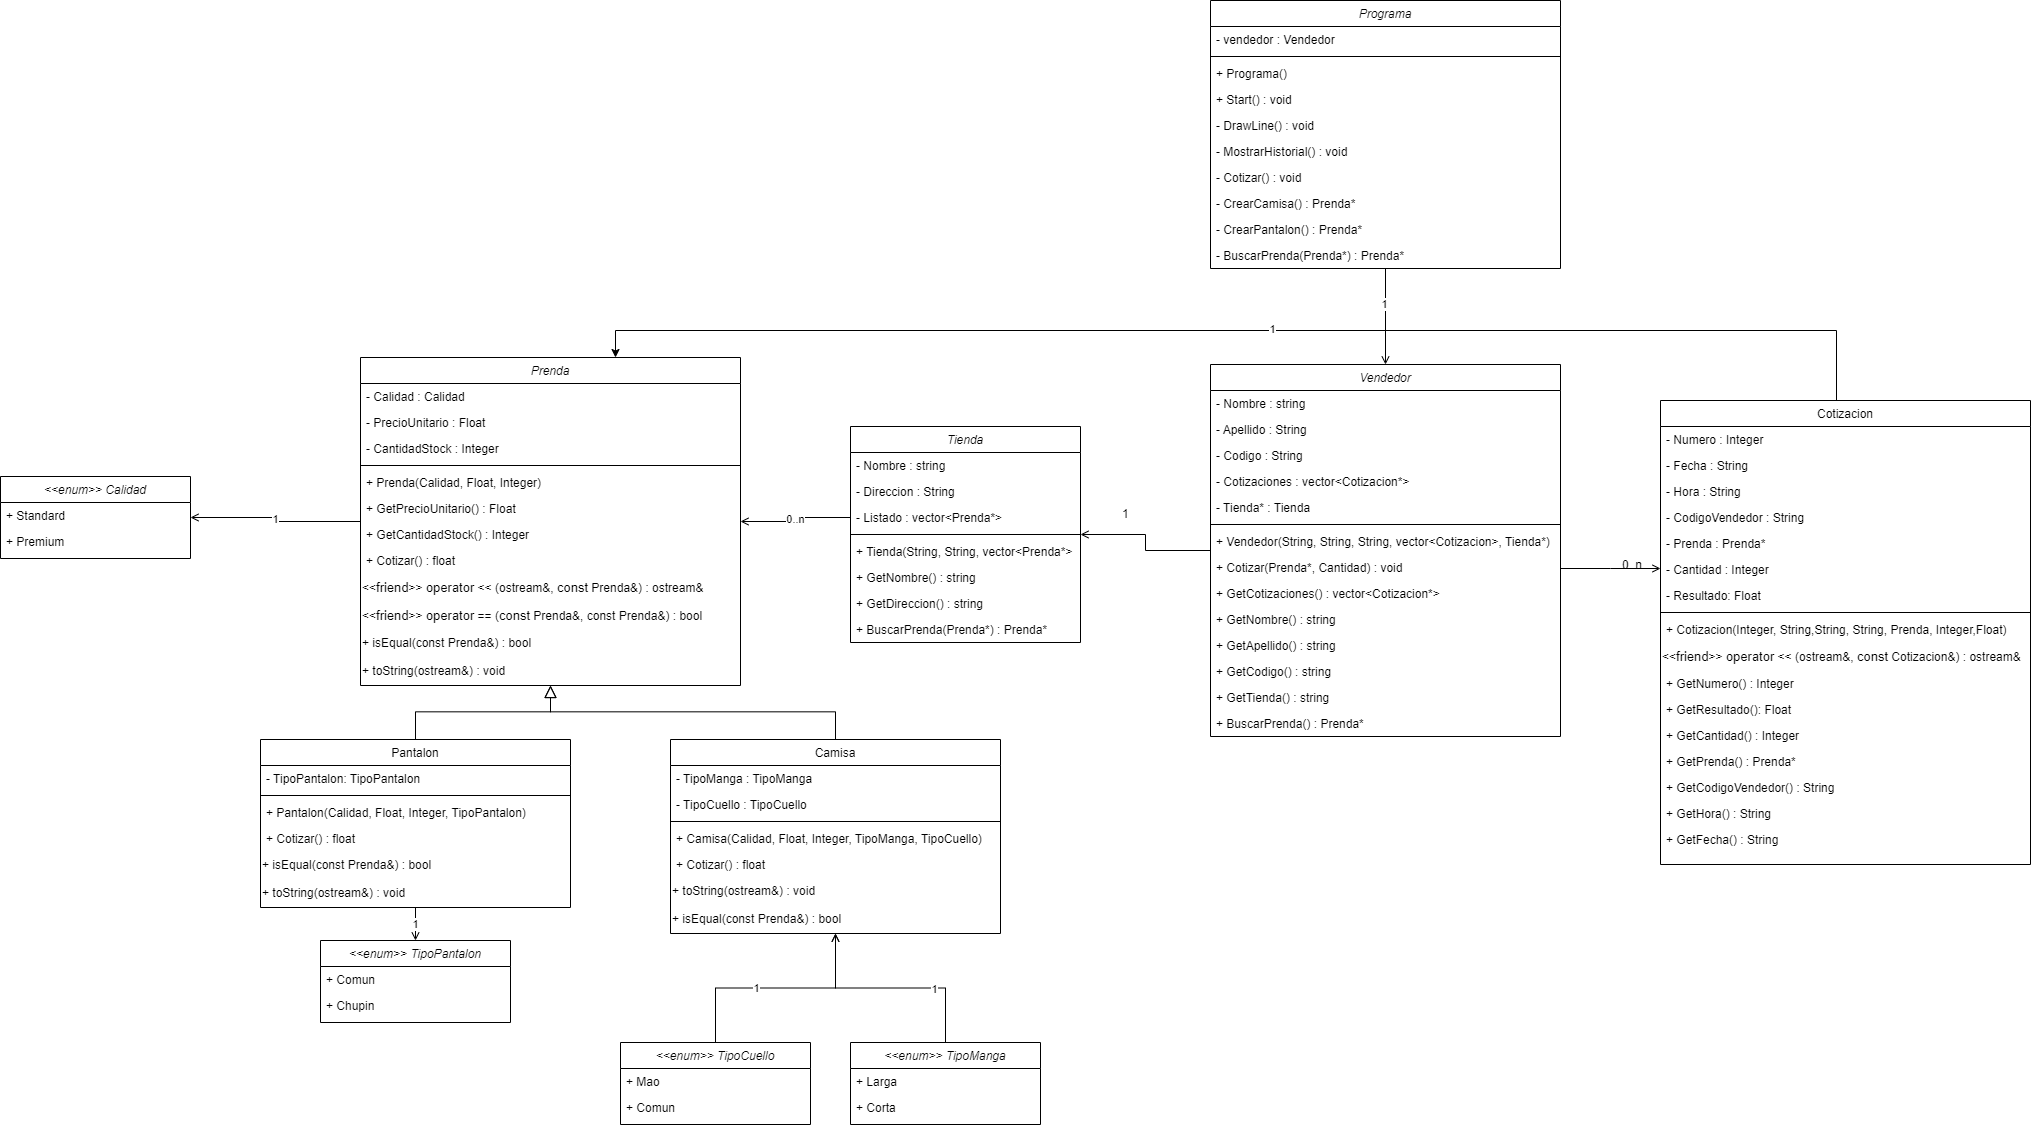 Programa
- vendedor : Vendedor
+ Programa()
+ Start() : void
- DrawLine() : void
- MostrarHistorial() : void
- Cotizar() : void
- CrearCamisa() : Prenda*
- CrearPantalon() : Prenda*
- BuscarPrenda(Prenda*) : Prenda*
1
1
Prenda
- Calidad : Calidad
- PrecioUnitario : Float
- CantidadStock : Integer
+ Prenda(Calidad, Float, Integer)
+ GetPrecioUnitario() : Float
+ GetCantidadStock() : Integer
+ Cotizar() : float
<<friend>> operator << (ostream&, const Prenda&) : ostream&
<<friend>> operator == (const Prenda&, const Prenda&) : bool
+ isEqual(const Prenda&) : bool
+ toString(ostream&) : void
<<enum>> Calidad
+ Standard
+ Premium
1
0..n
Tienda
- Nombre : string
- Direccion : String
- Listado : vector<Prenda*>
+ Tienda(String, String, vector<Prenda*>
+ GetNombre() : string
+ GetDireccion() : string
+ BuscarPrenda(Prenda*) : Prenda*
1
Vendedor
- Nombre : string
- Apellido : String
- Codigo : String
- Cotizaciones : vector<Cotizacion*>
- Tienda* : Tienda
+ Vendedor(String, String, String, vector<Cotizacion>, Tienda*)
+ Cotizar(Prenda*, Cantidad) : void
+ GetCotizaciones() : vector<Cotizacion*>
+ GetNombre() : string
+ GetApellido() : string
+ GetCodigo() : string
+ GetTienda() : string
+ BuscarPrenda() : Prenda*
0..n
Cotizacion
- Numero : Integer
- Fecha : String
- Hora : String
- CodigoVendedor : String
- Prenda : Prenda*
- Cantidad : Integer
- Resultado: Float
+ Cotizacion(Integer, String,String, String, Prenda, Integer,Float)
<<friend>> operator << (ostream&, const Cotizacion&) : ostream&
+ GetNumero() : Integer
+ GetResultado(): Float
+ GetCantidad() : Integer
+ GetPrenda() : Prenda*
+ GetCodigoVendedor() : String
+ GetHora() : String
+ GetFecha() : String
Pantalon
- TipoPantalon: TipoPantalon
+ Pantalon(Calidad, Float, Integer, TipoPantalon)
+ Cotizar() : float
+ isEqual(const Prenda&) : bool
+ toString(ostream&) : void
1
<<enum>> TipoPantalon
+ Comun
+ Chupin
Camisa
- TipoManga : TipoManga
- TipoCuello : TipoCuello
+ Camisa(Calidad, Float, Integer, TipoManga, TipoCuello)
+ Cotizar() : float
+ toString(ostream&) : void
+ isEqual(const Prenda&) : bool
1
1
<<enum>> TipoCuello
+ Mao
+ Comun
<<enum>> TipoManga
+ Larga
+ Corta